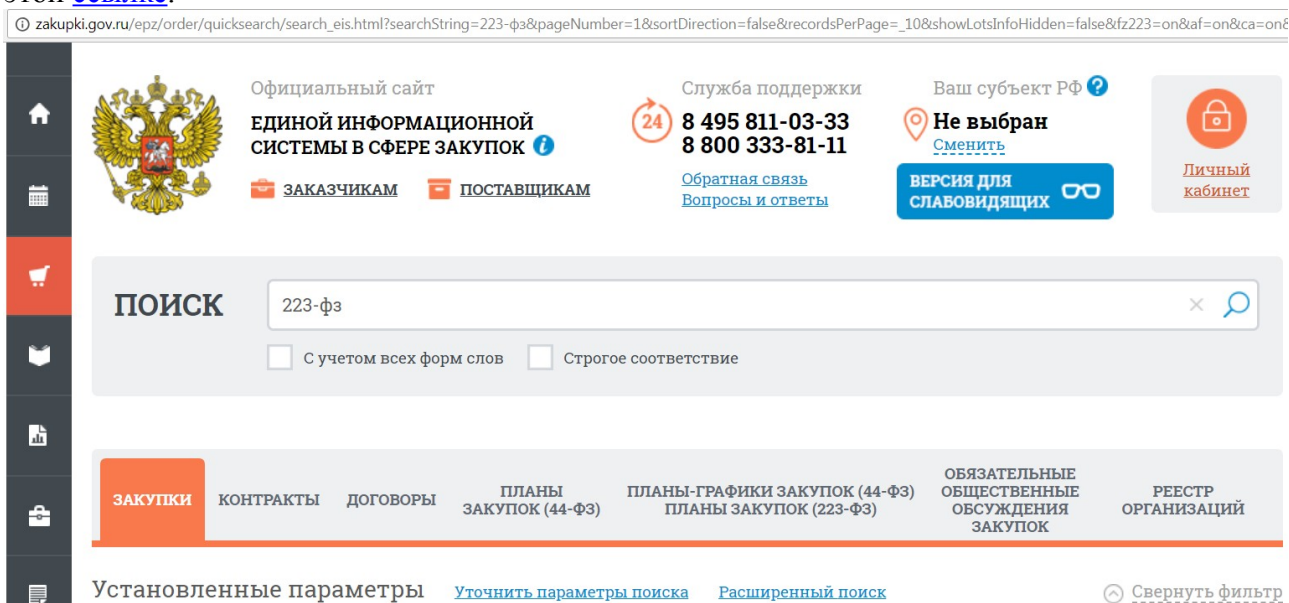 этой ссылке.
zakupki.gov.ru/epz/order/quicksearch/search_eis.html?searchString=223-фз&pageNumber=1&sortDirection=false&recordsPerPage=_10&showLotsInfoHidden=false&fz223=on&af=on&ca=on&
Официальный сайт
ЕДИНОЙ ИНФОРМАЦИОННОЙ
СИСТЕМЫ В СФЕРЕ ЗАКУПОК
ЗАКАЗЧИКАМ
ПОСТАВЩИКАМ
24
Служба поддержки
8 495 811-03-33
8 800 333-81-11
Обратная связь
Вопросы и ответы
Ваш субъект РФ ?
Не выбран
Сменить
ВЕРСИЯ ДЛЯ
СЛАБОВИДЯЩИХ
Личный
кабинет
ПОИСК
223-фз
С учетом всех форм слов
Строгое соответствие
ЗАКУПКИ
КОНТРАКТЫ
ДОГОВОРЫ
ПЛАНЫ
ЗАКУПОК (44-ФЗ)
ПЛАНЫ-ГРАФИКИ ЗАКУПОК (44-ФЗ)
ПЛАНЫ ЗАКУПОК (223-ФЗ)
ОБЯЗАТЕЛЬНЫЕ
ОБЩЕСТВЕННЫЕ
ОБСУЖДЕНИЯ
ЗАКУПОК
РЕЕСТР
ОРГАНИЗАЦИЙ
Установленные параметры
Уточнить параметры поиска
Расширенный поиск
Свернуть фильтр